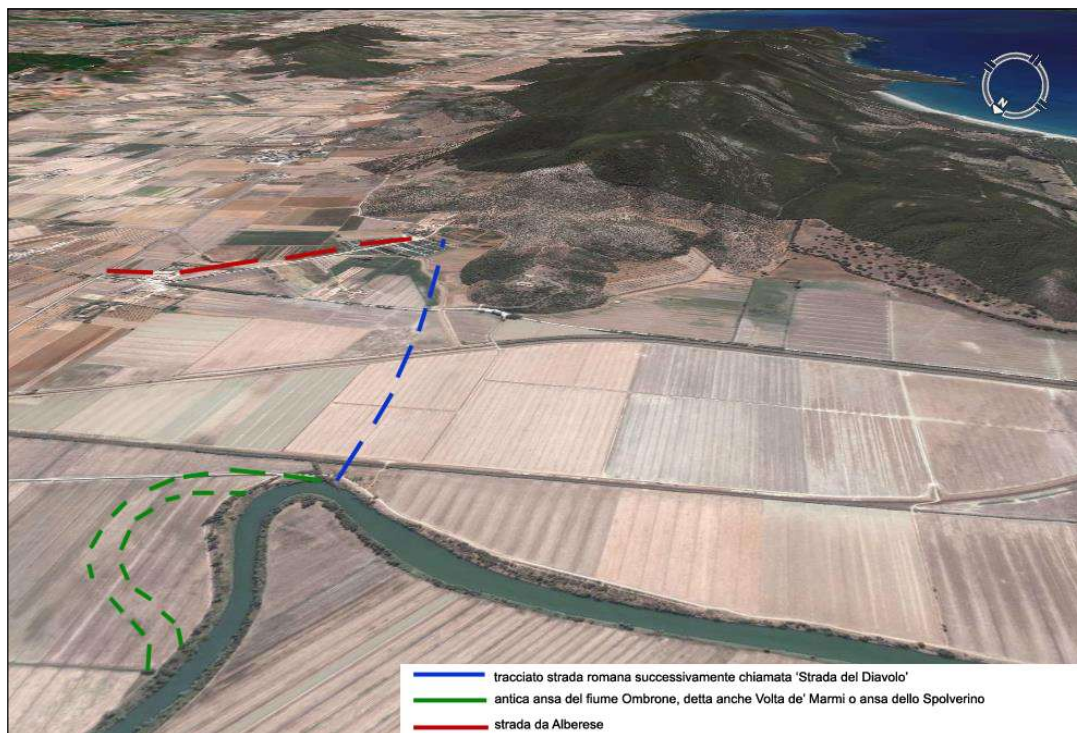 N
tracciato strada romana successivamente chiamata 'Strada del Diavolo'
antica ansa del fiume Ombrone, detta anche Volta de' Marmi o ansa dello Spolverino
strada da Alberese